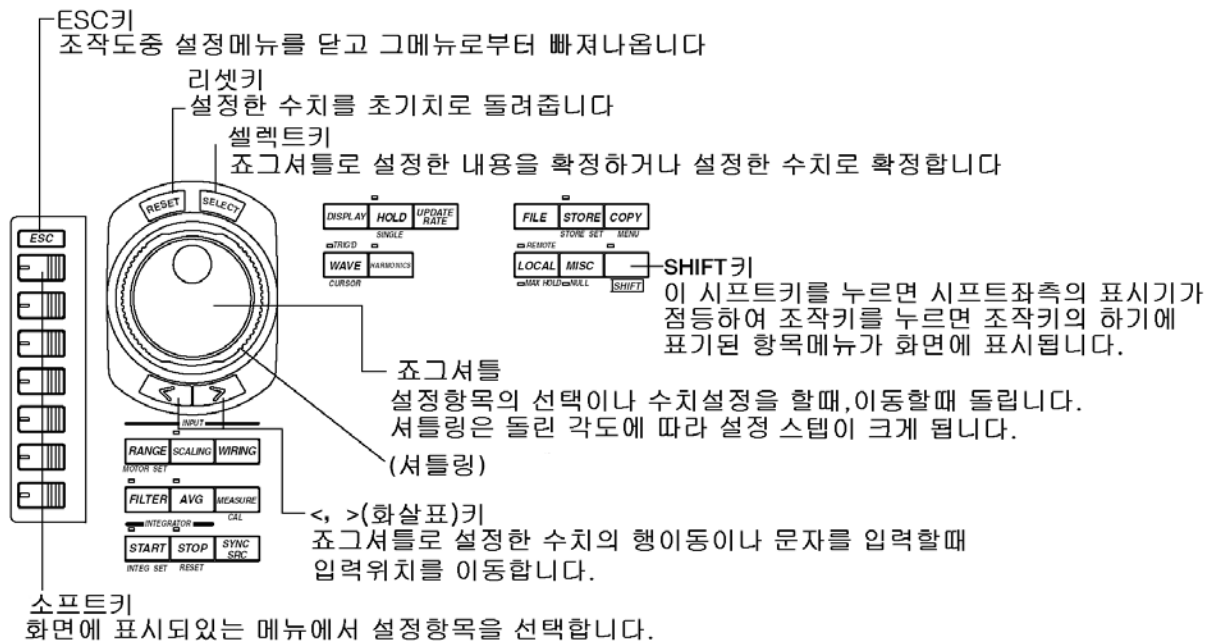 ESC키
조작도중 설정메뉴를 닫고 그메뉴로부터 빠져나옵니다
리셋키
설정한 수치를 초기치로 돌려줍니다
셀렉트키
죠그셔틀로 설정한 내용을 확정하거나 설정한 수치로 확정합니다
RESET SELECT
ESC
DISPLAY HOLD UPDATE RATE
SINGLE
TRIG'D
WAVE HARMONICS
CURSOR
FILE STORE COPY
STORE SET MENU
REMOTE
LOCAL MISC
MAX HOLD NULL SHIFT
SHIFT키
이 시프트키를 누르면 시프트좌측의 표시기가
점등하여 조작키를 누르면 조작키의 하기에
표기된 항목메뉴가 화면에 표시됩니다.
죠그셔틀
설정항목의 선택이나 수치설정을 할때,이동할때 돌립니다.
셔틀링은 돌린 각도에 따라 설정 스텝이 크게 됩니다.
(셔틀링)
< >
INPUT
RANGE SCALING WIRING
MOTOR SET
FILTER AVG MEASURE
CAL
INTEGRATOR
START STOP SYNC SRC
INTEG SET RESET
<, >(화살표)키
죠그셔틀로 설정한 수치의 행이동이나 문자를 입력할때
입력위치를 이동합니다.
소프트키
화면에 표시되있는 메뉴에서 설정항목을 선택합니다.